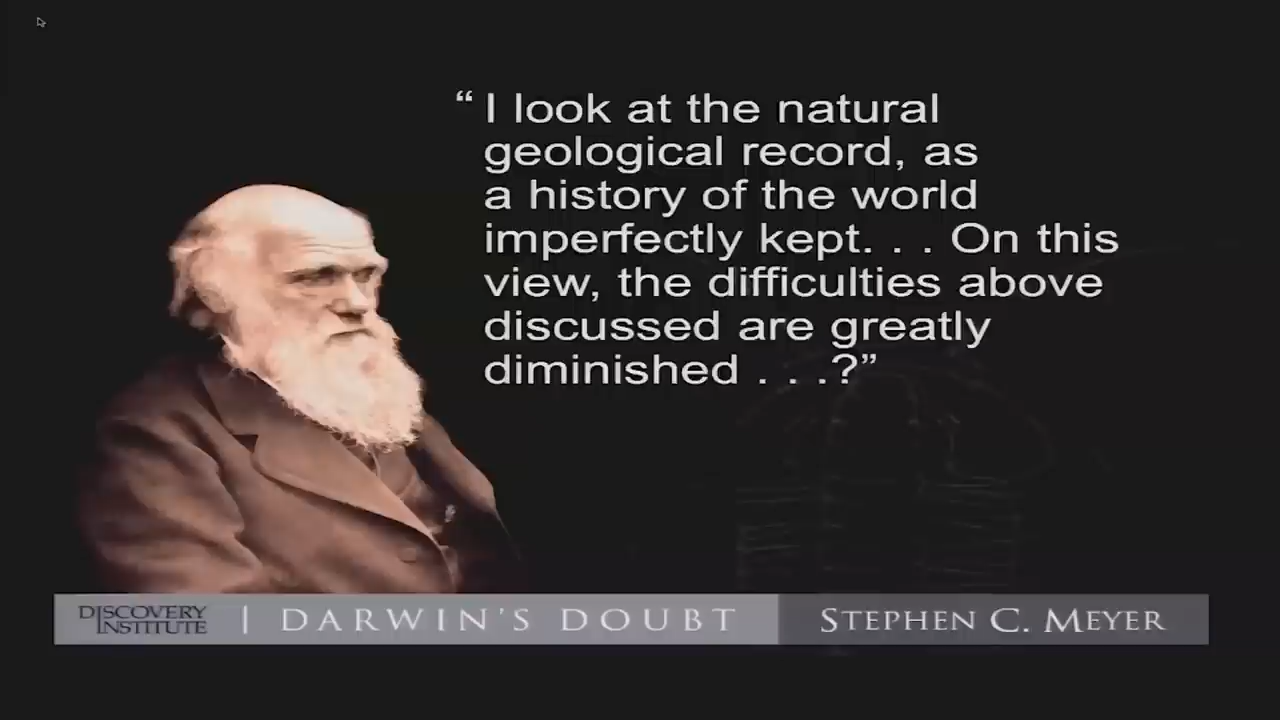 “ I look at the natural
geological record, as
a history of the world
imperfectly kept. . . On this
view, the difficulties above
discussed are greatly
diminished . . .?”
DISCOVERY
INSTITUTE
| DARWIN'S DOUBT
STEPHEN C. MEYER